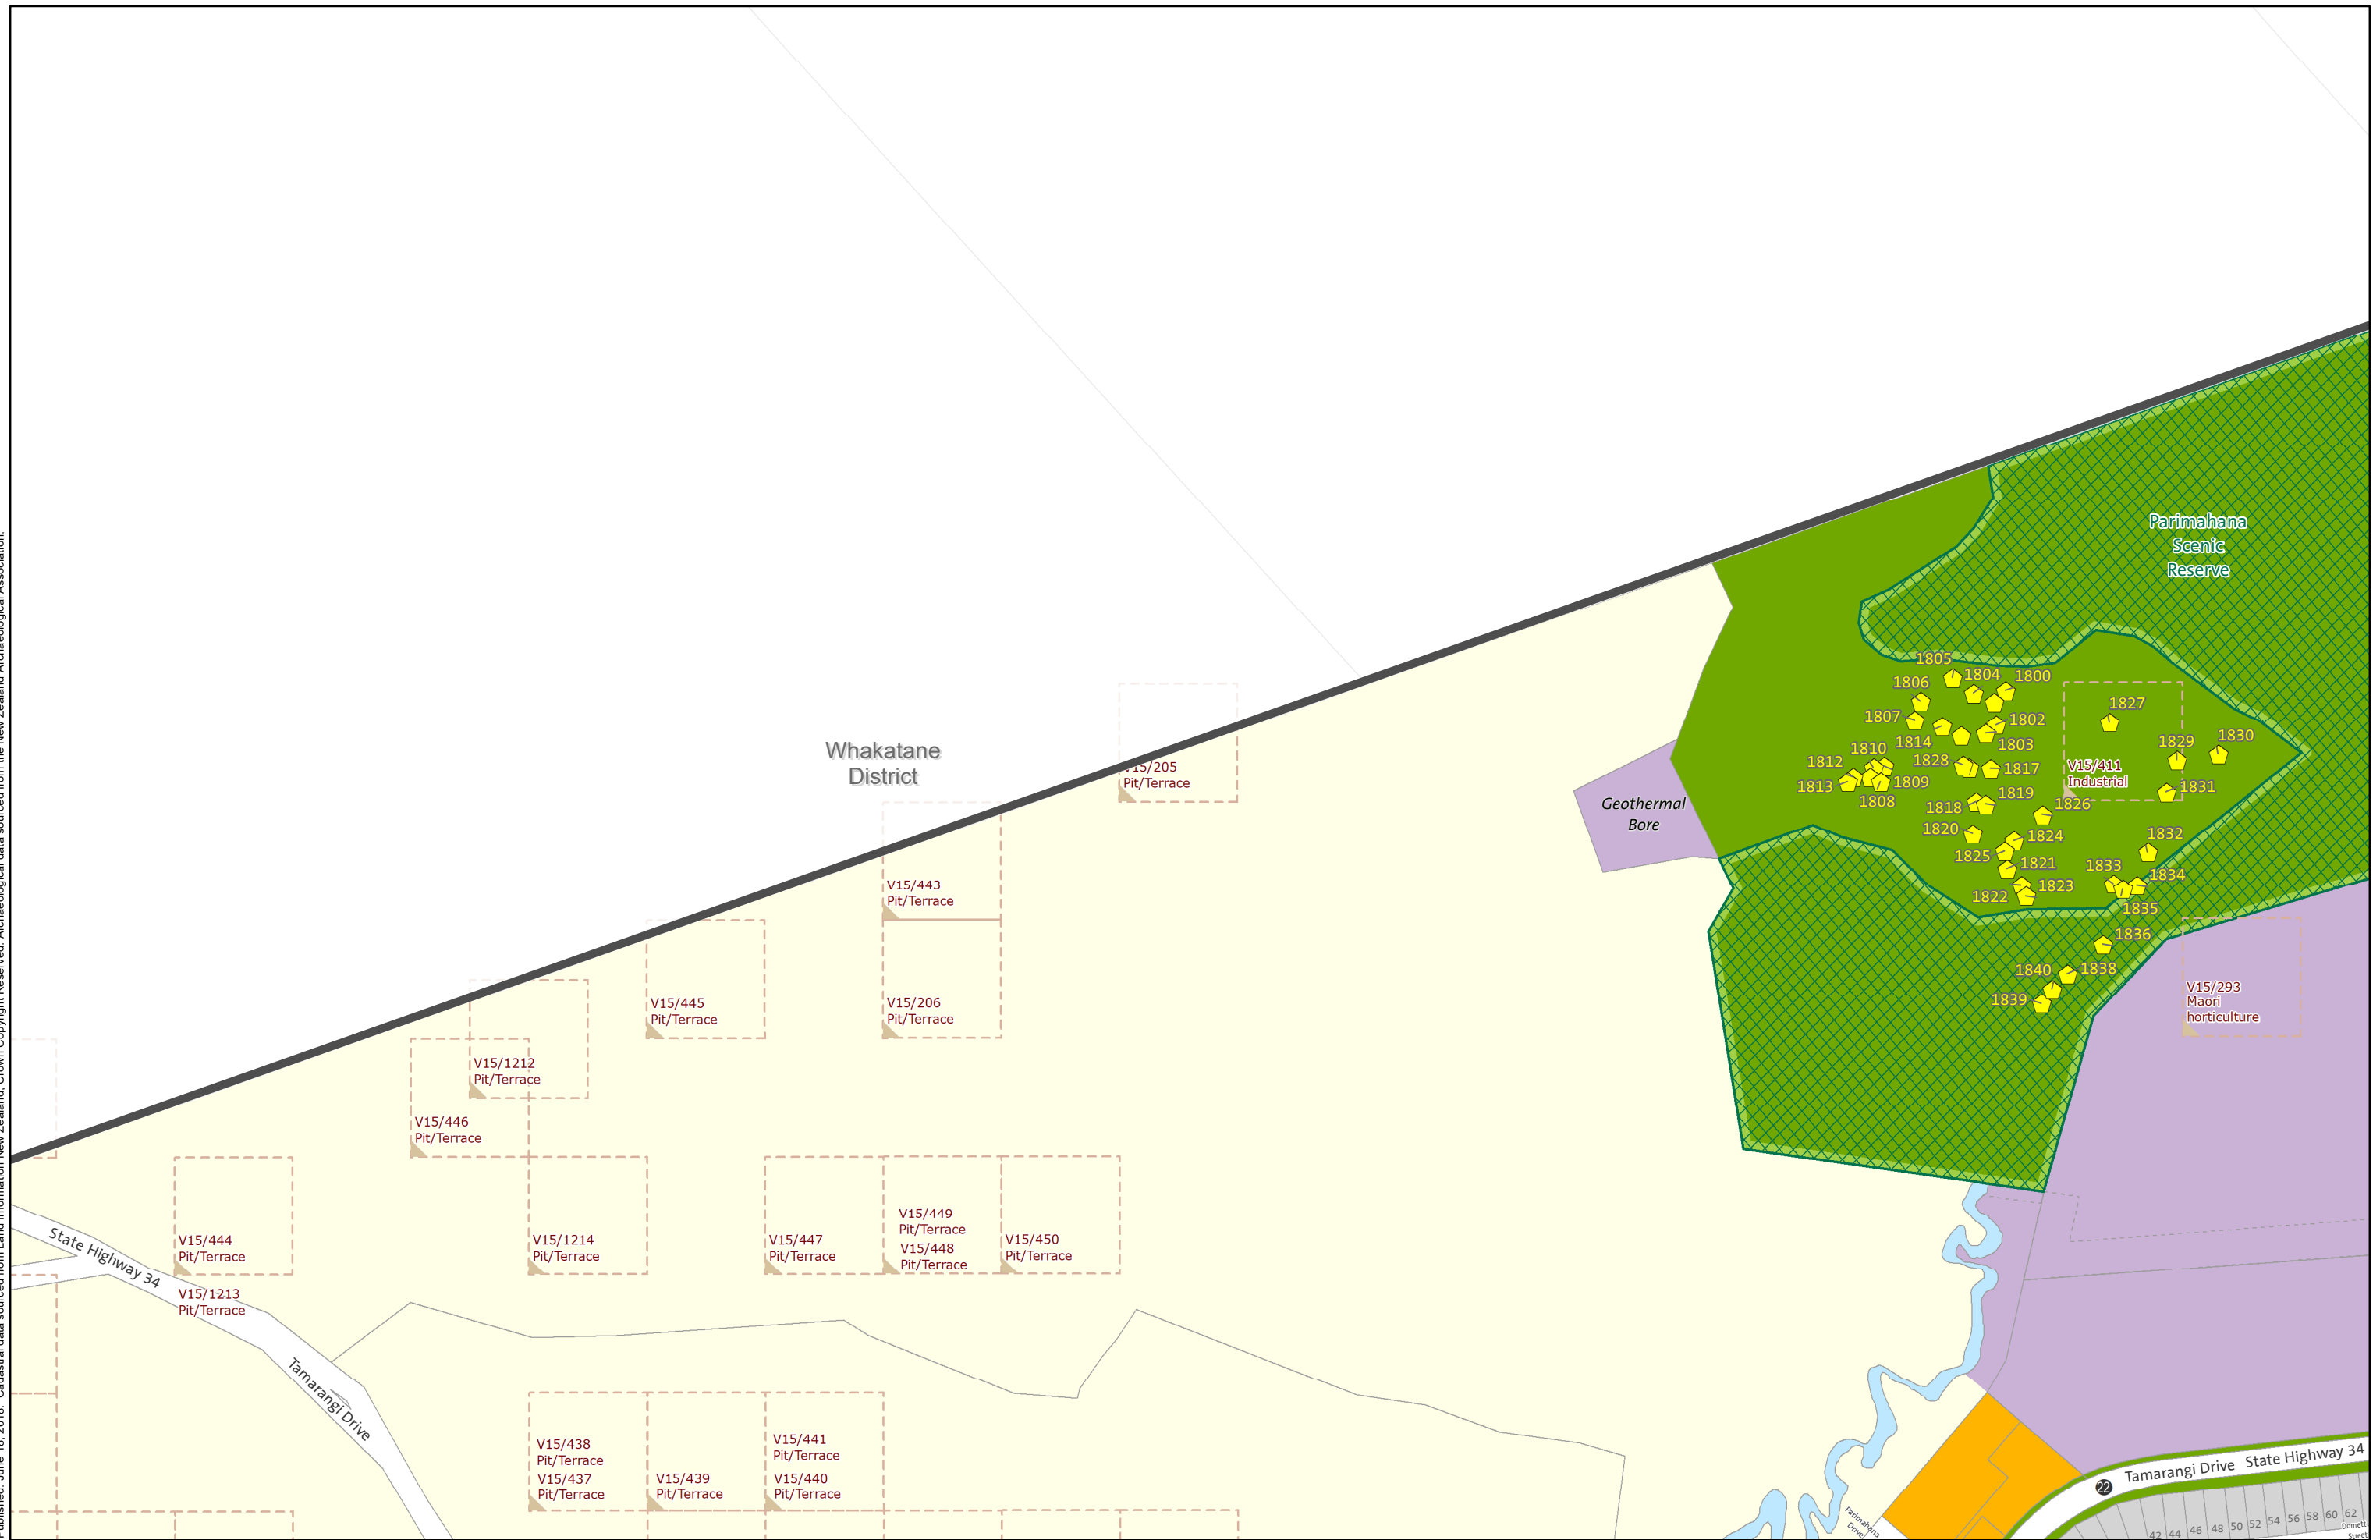 Parimahana
Scenic
Reserve
1805
1804
1800
1806
1807
1802
1814
1803
1827
1810
1812
1828
1817
1829
1830
1813
1809
1808
V15/411
Industrial
1831
1819
1818
1826
1820
1824
1825
1821
1832
1833
1834
1822
1823
1835
1836
1840
1838
1839
Whakatane
District
Geothermal
Bore
V15/205
Pit/Terrace
V15/443
Pit/Terrace
V15/445
Pit/Terrace
V15/206
Pit/Terrace
V15/293
Maori
horticulture
V15/1212
Pit/Terrace
V15/446
Pit/Terrace
V15/444
Pit/Terrace
V15/1214
Pit/Terrace
V15/447
Pit/Terrace
V15/449
Pit/Terrace
V15/448
Pit/Terrace
V15/450
Pit/Terrace
State Highway 34
V15/1213
Pit/Terrace
Tamarangi Drive
V15/438
Pit/Terrace
V15/437
Pit/Terrace
V15/439
Pit/Terrace
V15/441
Pit/Terrace
V15/440
Pit/Terrace
22
Tamarangi Drive State Highway 34
Parimahana
Drive
42 44 46 48 50 52 54 56 58 60 62
Domett
Street